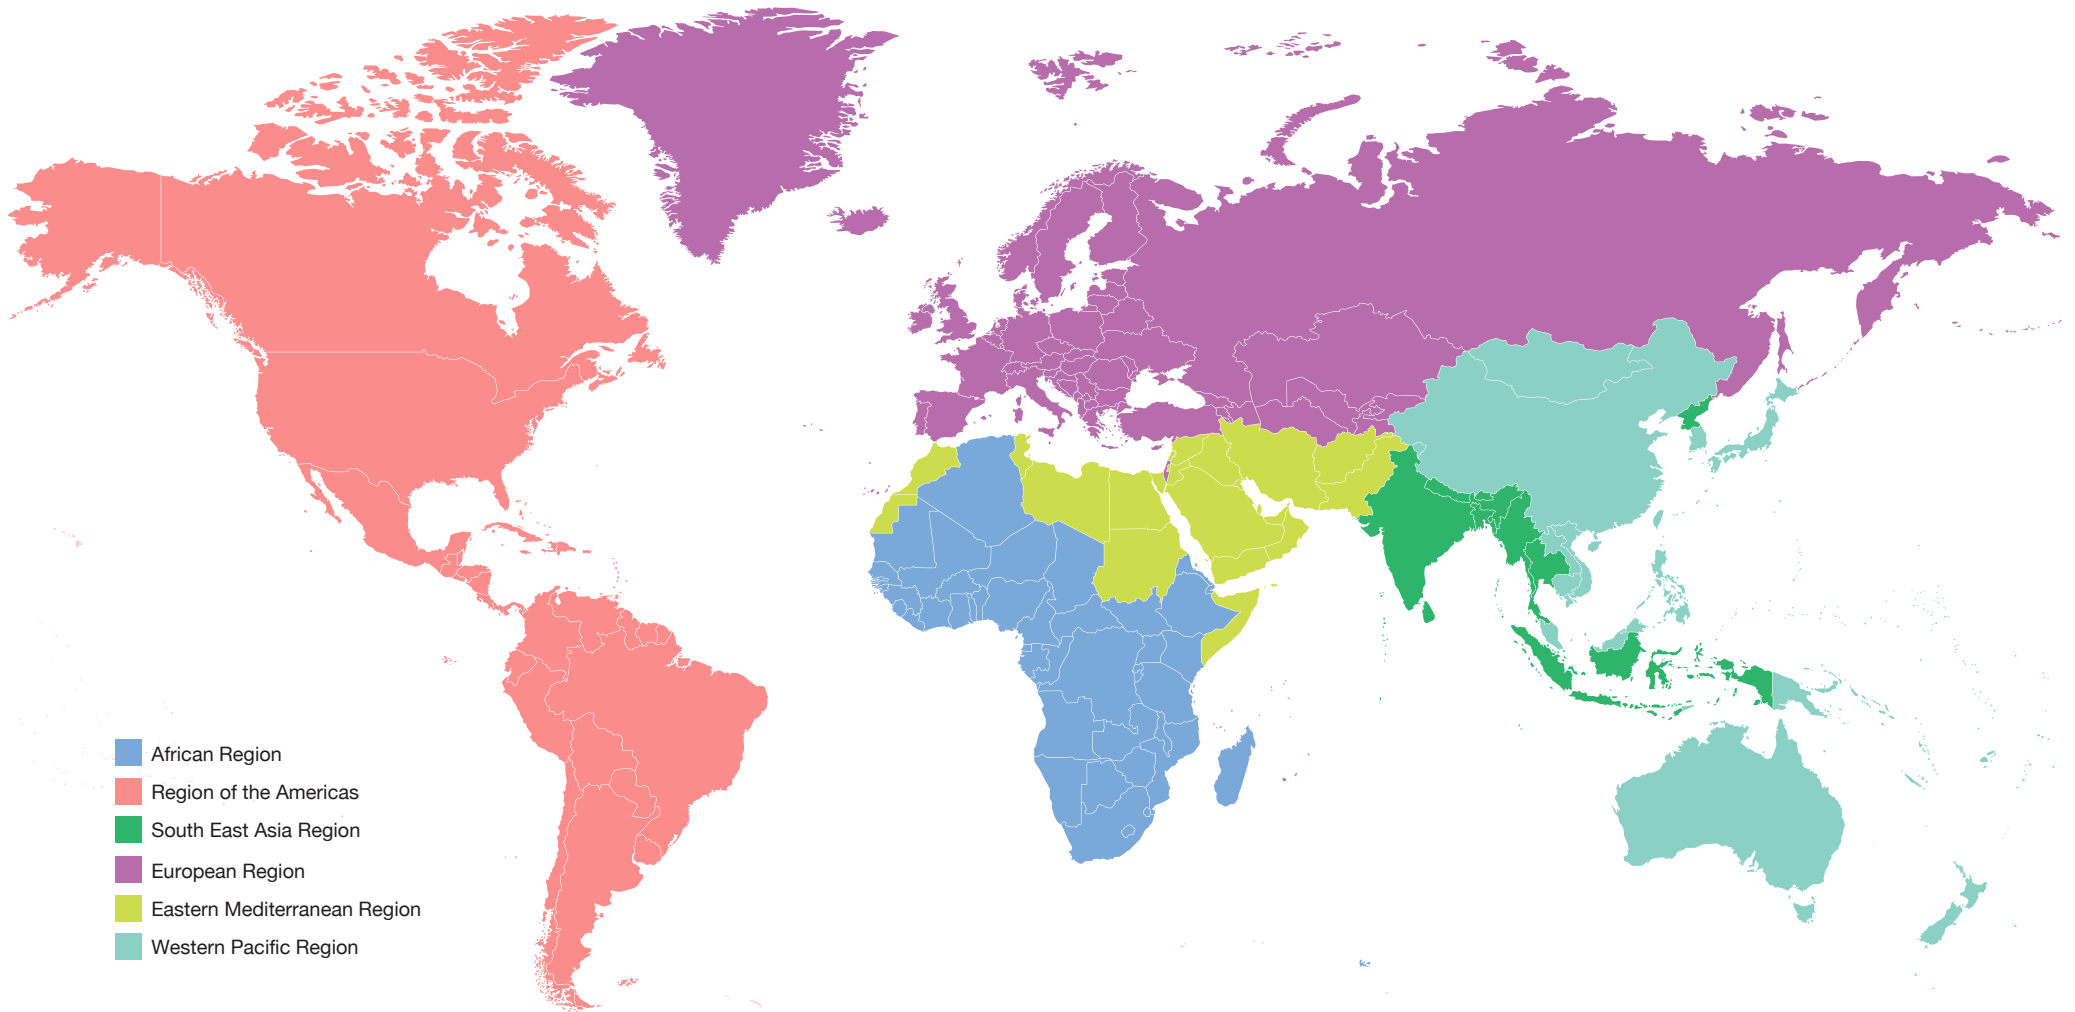 African Region
Region of the Americas
South East Asia Region
European Region
Eastern Mediterranean Region
Western Pacific Region